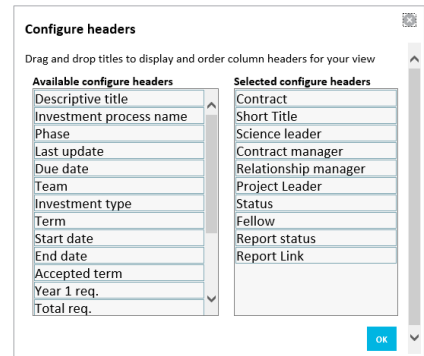 Configure headers
Drag and drop titles to display and order column headers for your view
Available configure headers
Descriptive title
Investment process name
Phase
Last update
Due date
Team
Investment type
Term
Start date
End date
Accepted term
Year 1 req.
Total req.
Selected configure headers
Contract
Short Title
Science leader
Contract manager
Relationship manager
Project Leader
Status
Fellow
Report status
Report Link
OK